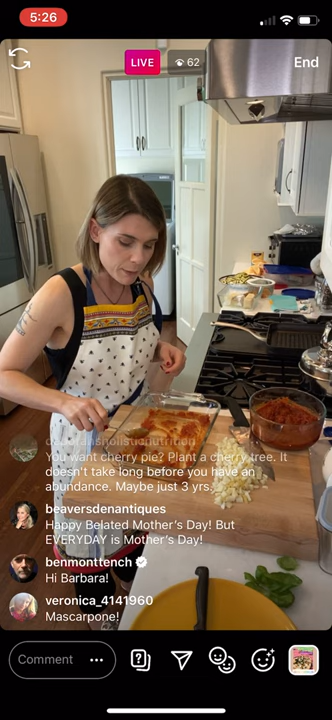 5:26
LIVE
62
End
You want cherry pie? Plant a cherry tree. It
doesn't take long before you have an
abundance. Maybe just 3 yrs.
beaversdenantiques
Happy Belated Mother's Day! But
EVERYDAY is Mother's Day!
benmonttench
Hi Barbara!
veronica_4141960
Mascarpone!
Comment